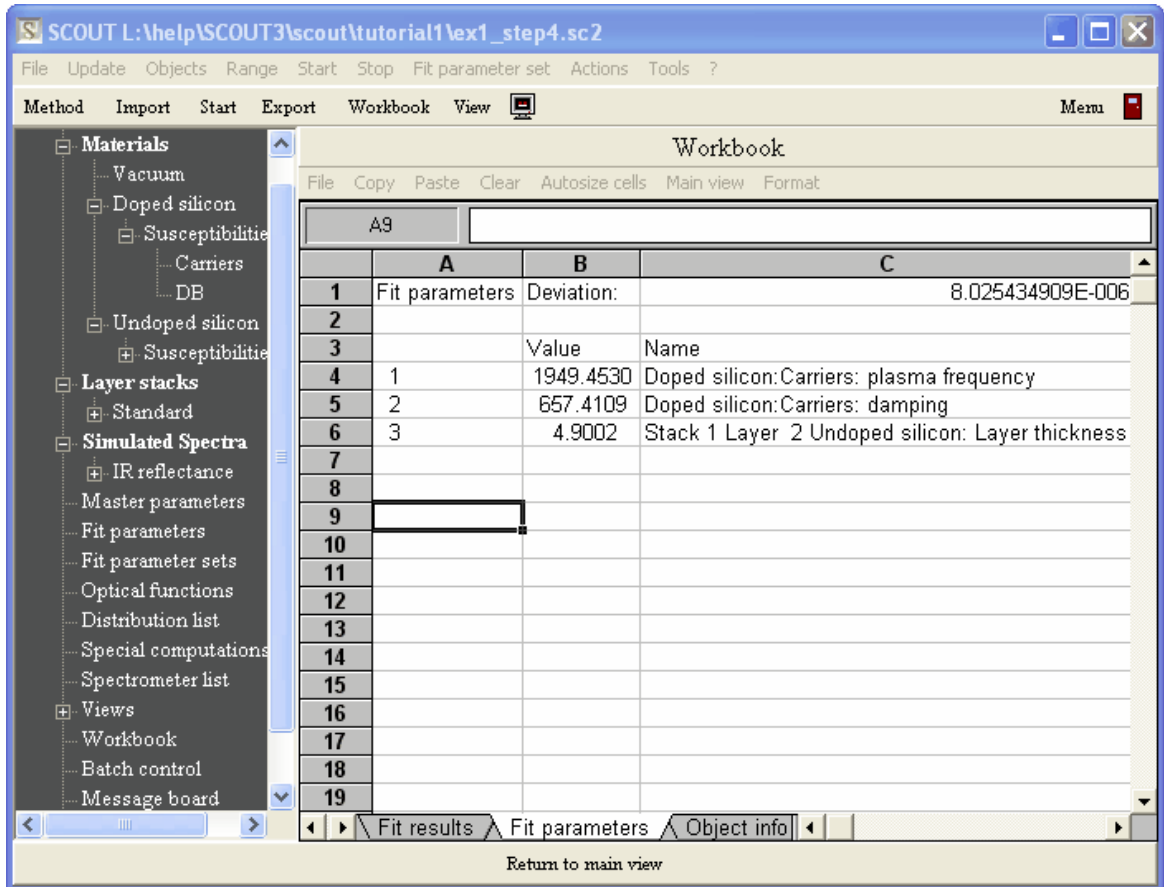 SCOUT L:\help\SCOUT3\scout\tutorial1\ex1_step4.sc2
File Update Objects Range Start Stop Fit parameter set Actions Tools ?
Method Import Start Export Workbook View Menu
Materials
Vacuum
Doped silicon
Susceptibilitie
Carriers
DB
Undoped silicon
Susceptibilitie
Layer stacks
Standard
Simulated Spectra
IR reflectance
Master parameters
Fit parameters
Fit parameter sets
Optical functions
Distribution list
Special computations
Spectrometer list
Views
Workbook
Batch control
Message board
Workbook
File Copy Paste Clear Autosize cells Main view Format
A9
A B C
1 Fit parameters Deviation: 8.025434909E-006
2
3 Value Name
4 1 1949.4530 Doped silicon:Carriers: plasma frequency
5 2 657.4109 Doped silicon:Carriers: damping
6 3 4.9002 Stack 1 Layer 2 Undoped silicon: Layer thickness
7
8
9
10
11
12
13
14
15
16
17
18
19
Fit results Fit parameters Object info
Return to main view